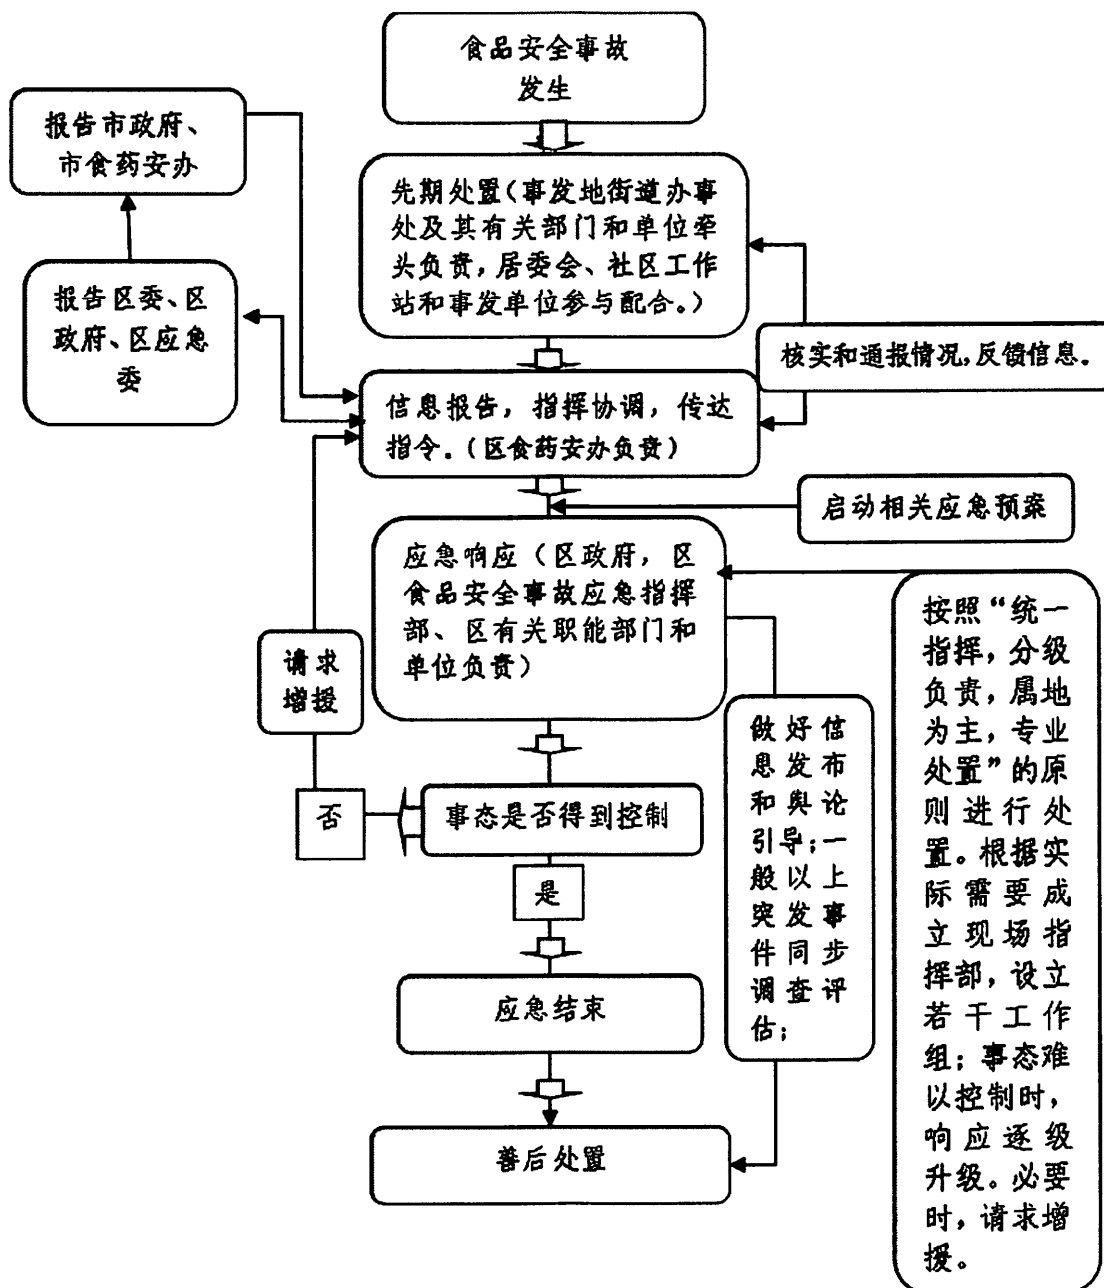 食品安全事故
发生
报告市政府、
市食药安办
先期处置(事发地街道办事
处及其有关部门和单位牵
头负责,居委会、社区工作
站和事发单位参与配合。)
报告区委、区
政府、区应急
委
核实和通报情况,反馈信息。
信息报告,指挥协调,传达
指令。(区食药安办负责)
启动相关应急预案
应急响应(区政府,区
食品安全事故应急指挥
部、区有关职能部门和
单位负责)
请求
增援
按照“统一
指挥,分级
负责,属地
为主,专业
处置”的原
则进行处
置。根据实
际需要成
立现场指
挥部,设立
若干工作
组;事态难
以控制时,
响应逐级
升级。必要
时,请求增
援。
做好信
息发布
和舆论
引导;一
般以上
突发事
件同步
调查评
估;
否
事态是否得到控制
是
应急结束
善后处置